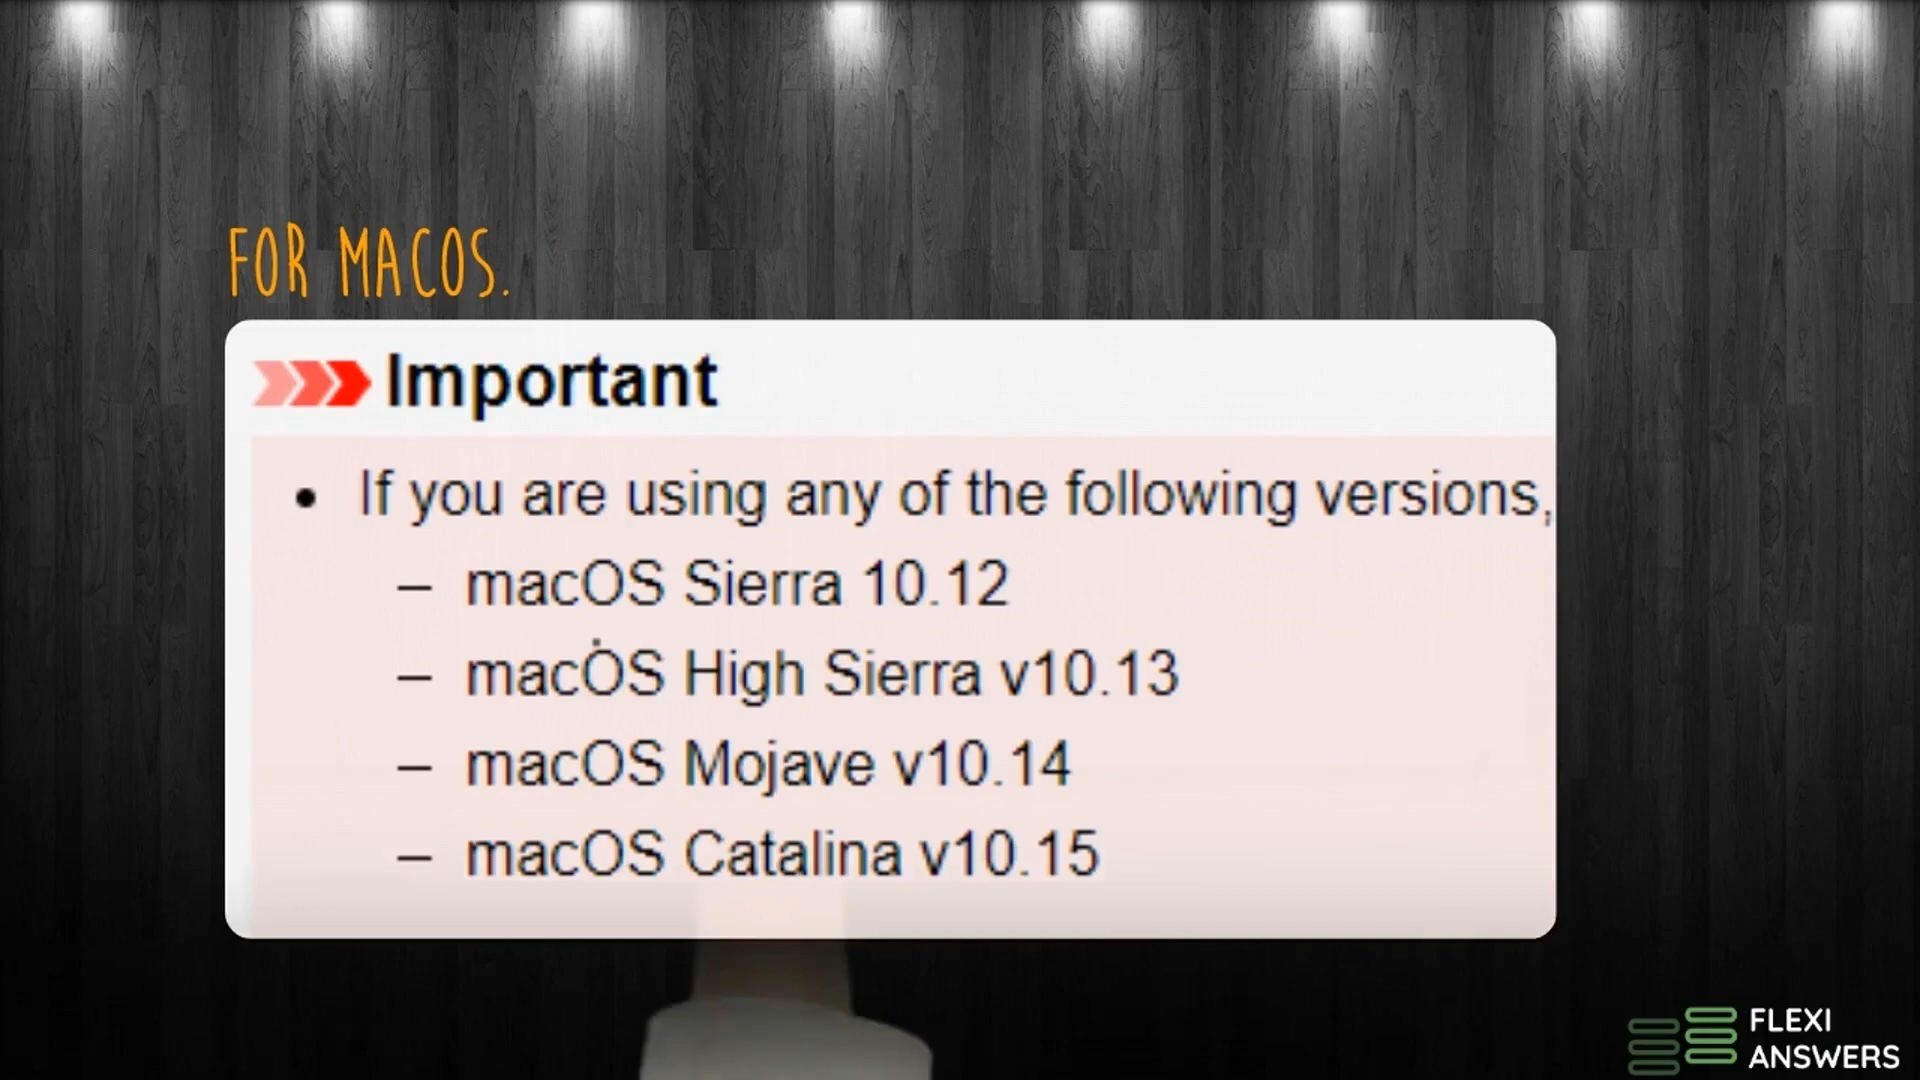 FOR MACOS.
Important
• If you are using any of the following versions,
– macOS Sierra 10.12
– macOS High Sierra v10.13
– macOS Mojave v10.14
– macOS Catalina v10.15
FLEXI
ANSWERS